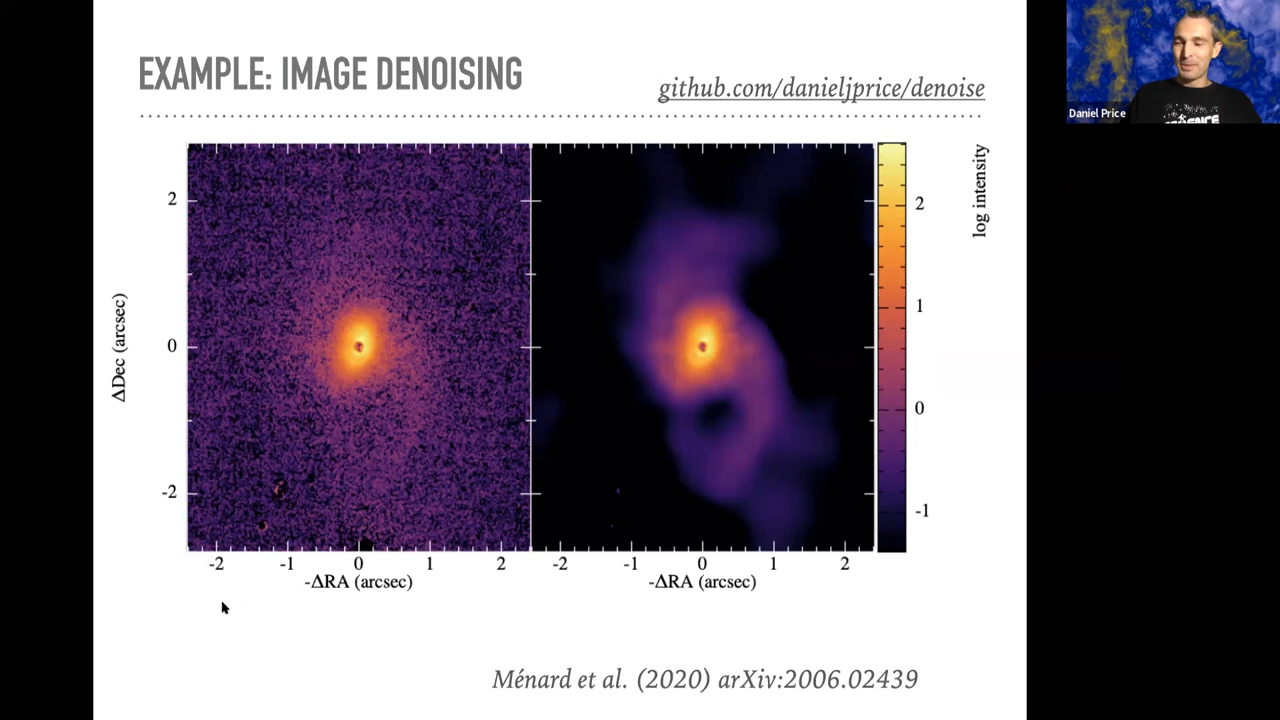 EXAMPLE: IMAGE DENOISING
github.com/danieljprice/denoise
Daniel Price
ΔDec (arcsec)
2
0
-2
-2 -1 0 1 2
-ΔRA (arcsec)
-2 -1 0 1 2
-ΔRA (arcsec)
2
1
0
-1
log intensity
Ménard et al. (2020) arXiv:2006.02439